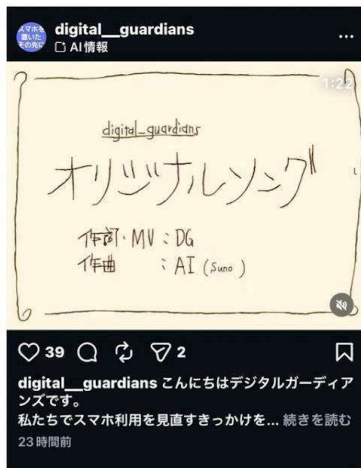 スマホを
置いた
その先に
digital__guardians
AI情報
1:22
digital_guardians
オリジナルソング
作詞・MV：DG
作曲　：AI (Suno)
39
2
digital__guardians こんにちはデジタルガーディア
ンズです。
私たちでスマホ利用を見直すきっかけを... 続きを読む
23時間前